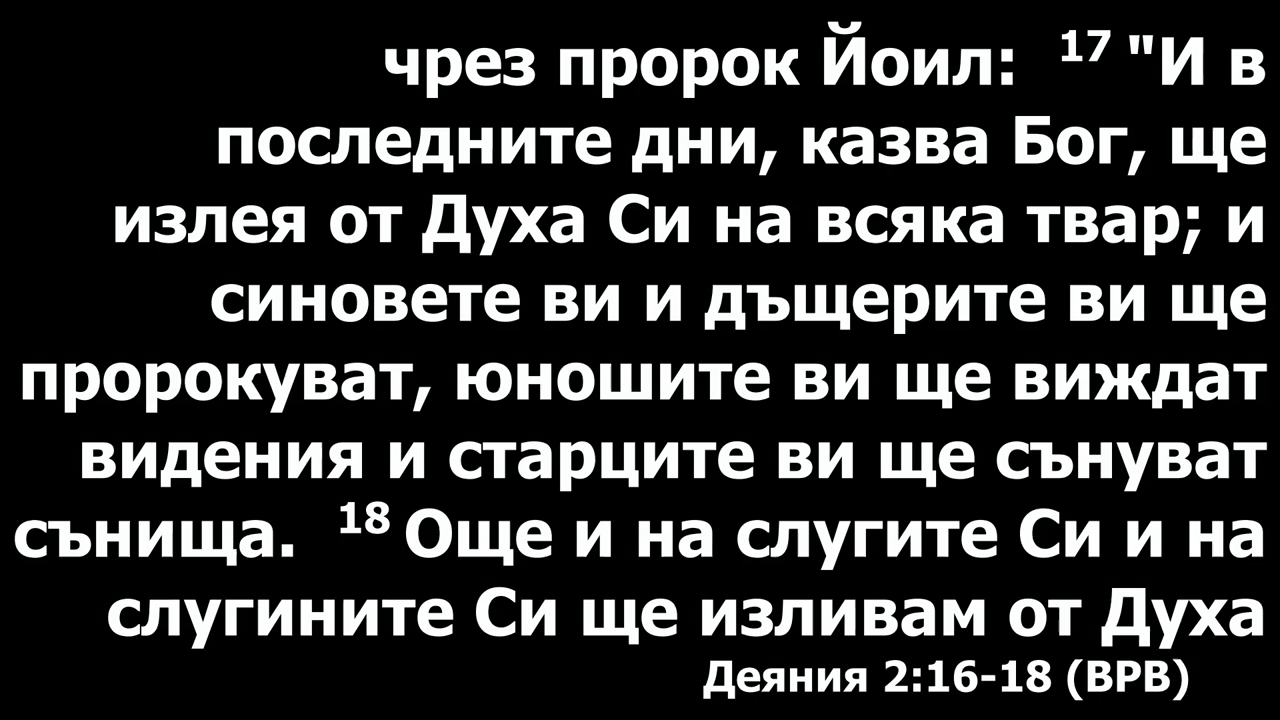 чрез пророк Йоил: 17 "И в
последните дни, казва Бог, ще
излея от Духа Си на всяка твар; и
синовете ви и дъщерите ви ще
пророкуват, юношите ви ще виждат
видения и старците ви ще сънуват
сънища. 18 Още и на слугите Си и на
слугините Си ще изливам от Духа
Деяния 2:16-18 (ВРВ)